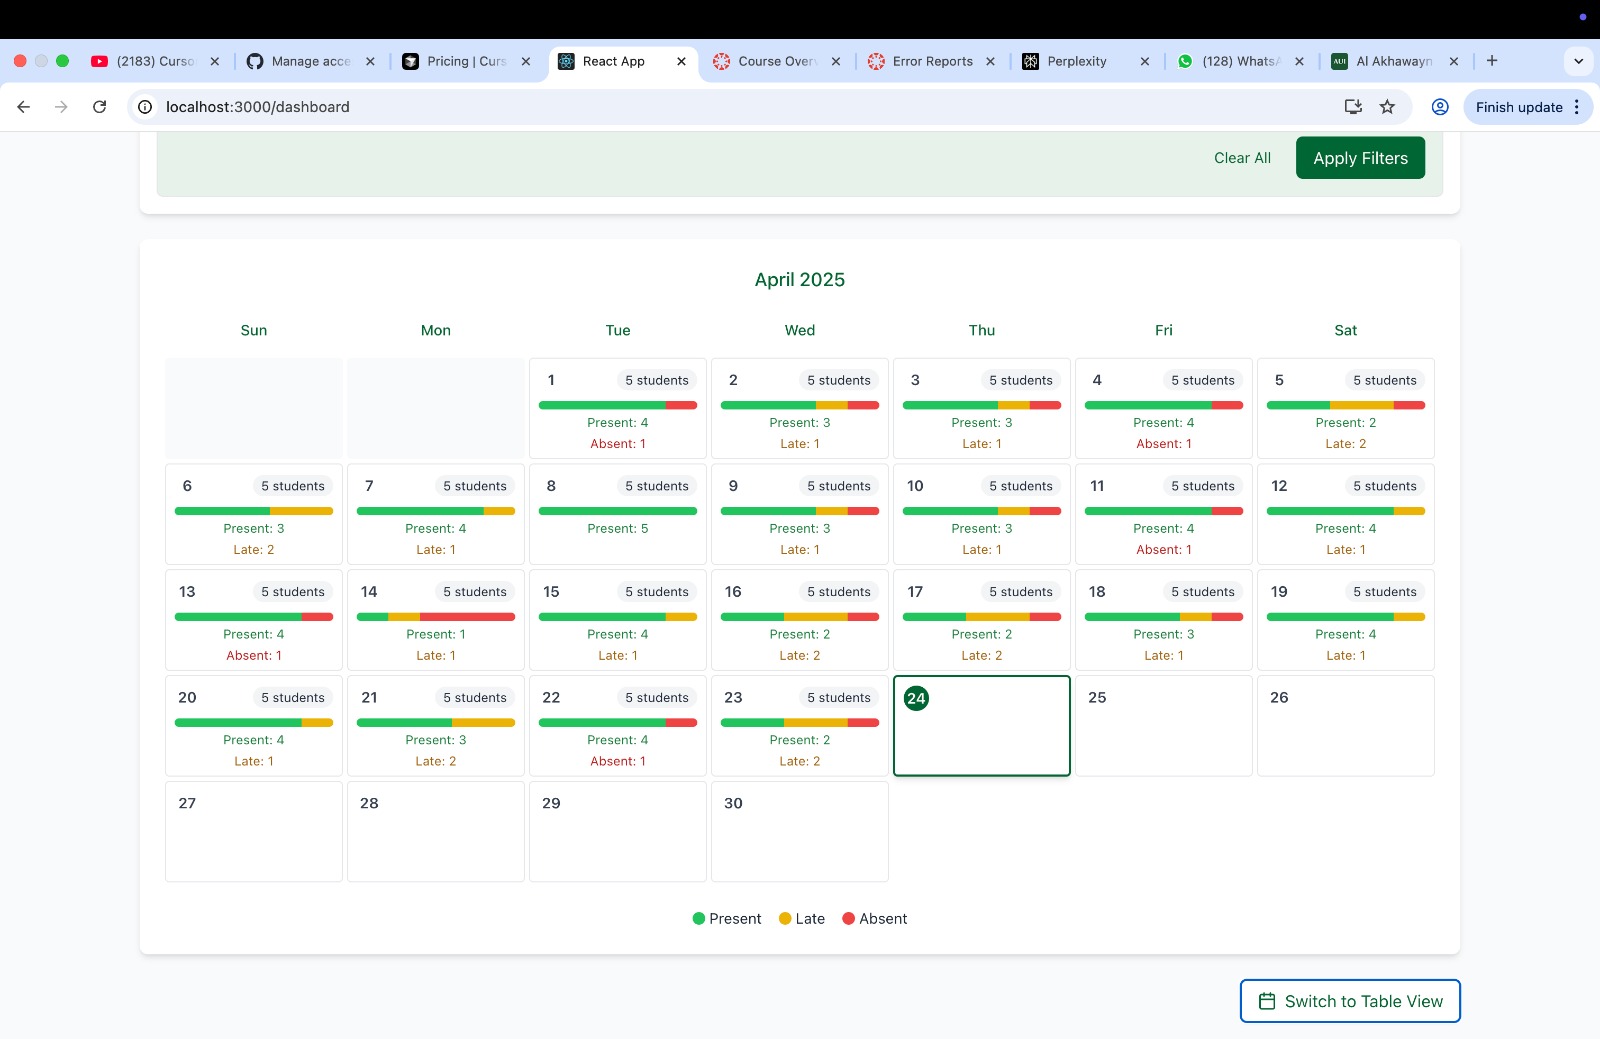 (2183) Curso
Manage acce
Pricing | Curs
React App
Course Over
Error Reports
Perplexity
(128) WhatsA
Al Akhawayn
localhost:3000/dashboard
Finish update
Clear All
Apply Filters
April 2025
Sun Mon Tue Wed Thu Fri Sat
1 5 students
Present: 4
Absent: 1
2 5 students
Present: 3
Late: 1
3 5 students
Present: 3
Late: 1
4 5 students
Present: 4
Absent: 1
5 5 students
Present: 2
Late: 2
6 5 students
Present: 3
Late: 2
7 5 students
Present: 4
Late: 1
8 5 students
Present: 5
9 5 students
Present: 3
Late: 1
10 5 students
Present: 3
Late: 1
11 5 students
Present: 4
Absent: 1
12 5 students
Present: 4
Late: 1
13 5 students
Present: 4
Absent: 1
14 5 students
Present: 1
Late: 1
15 5 students
Present: 4
Late: 1
16 5 students
Present: 2
Late: 2
17 5 students
Present: 2
Late: 2
18 5 students
Present: 3
Late: 1
19 5 students
Present: 4
Late: 1
20 5 students
Present: 4
Late: 1
21 5 students
Present: 3
Late: 2
22 5 students
Present: 4
Absent: 1
23 5 students
Present: 2
Late: 2
24
25
26
27
28
29
30
Present Late Absent
Switch to Table View